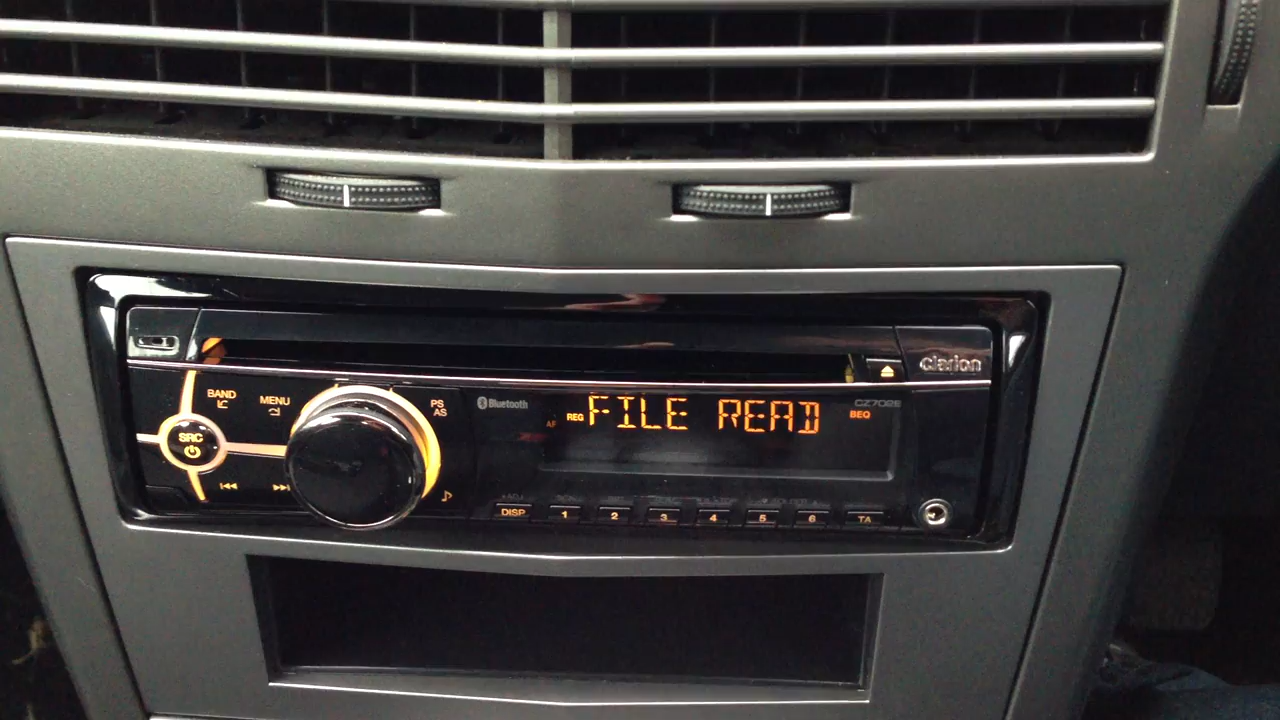 clarion
BAND
MENU
PS
AS
Bluetooth
CZ702E
AF REG FILE READ BEQ
SRC
DISP 1 2 3 4 5 6 TA